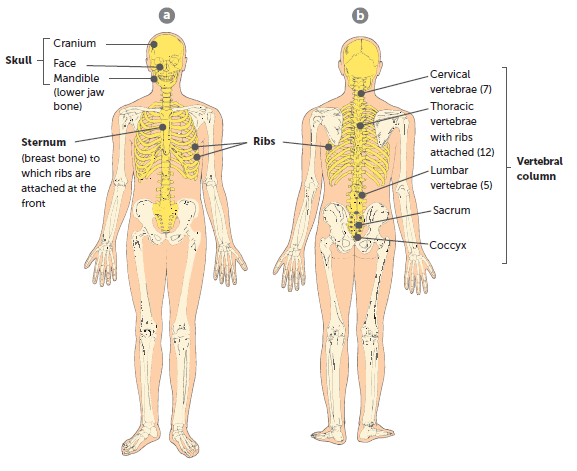 a
b
Skull
Cranium
Face
Mandible
(lower jaw
bone)
Sternum
(breast bone) to
which ribs are
attached at the
front
Ribs
Cervical
vertebrae (7)
Thoracic
vertebrae
with ribs
attached (12)
Lumbar
vertebrae (5)
Sacrum
Coccyx
Vertebral
column